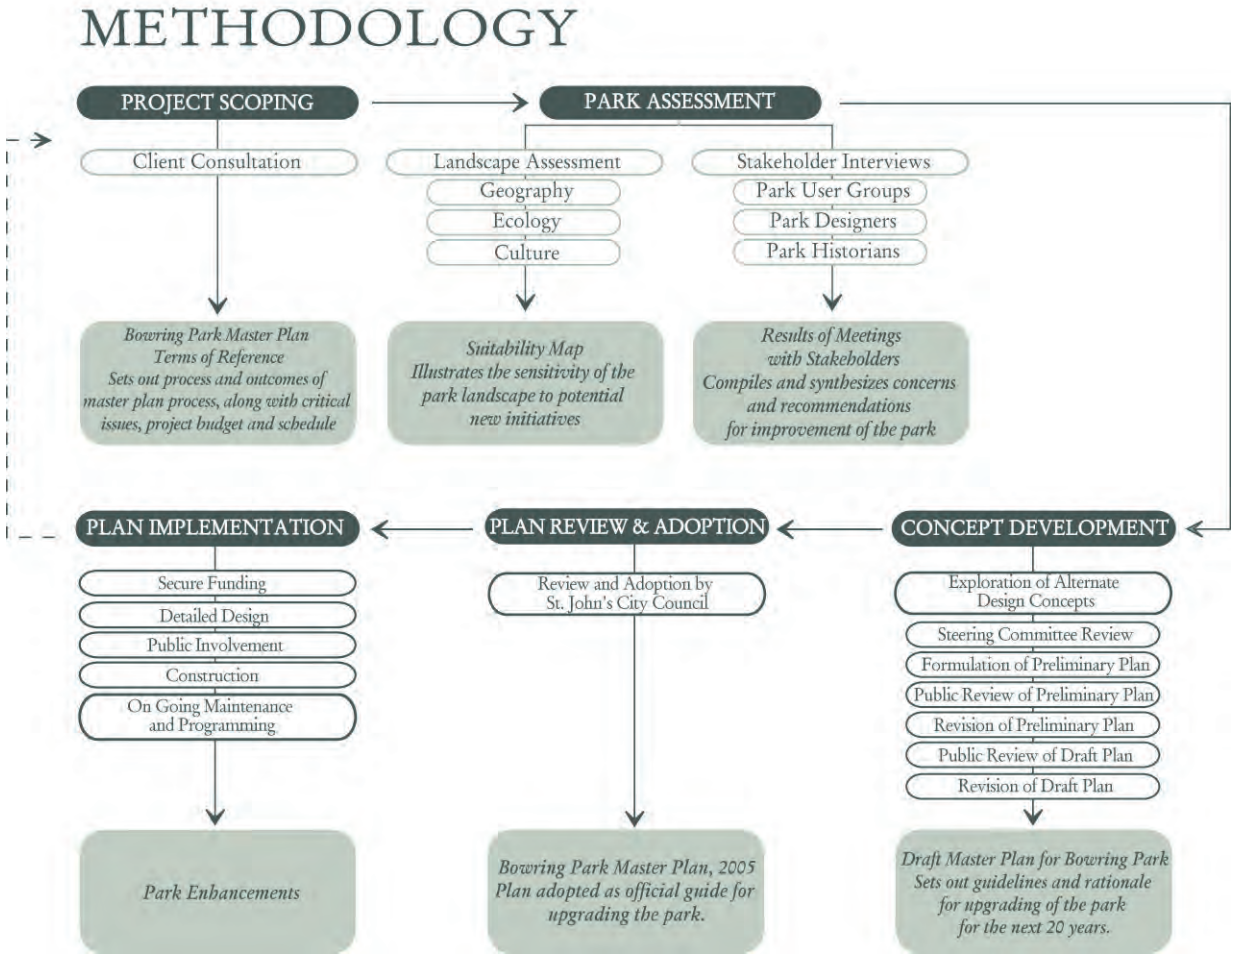 METHODOLOGY
PROJECT SCOPING
Client Consultation
Bowring Park Master Plan
Terms of Reference
Sets out process and outcomes of
master plan process, along with critical
issues, project budget and schedule
PARK ASSESSMENT
Landscape Assessment
Geography
Ecology
Culture
Suitability Map
Illustrates the sensitivity of the
park landscape to potential
new initiatives
Stakeholder Interviews
Park User Groups
Park Designers
Park Historians
Results of Meetings
with Stakeholders
Compiles and synthesizes concerns
and recommendations
for improvement of the park
CONCEPT DEVELOPMENT
Exploration of Alternate
Design Concepts
Steering Committee Review
Formulation of Preliminary Plan
Public Review of Preliminary Plan
Revision of Preliminary Plan
Public Review of Draft Plan
Revision of Draft Plan
Draft Master Plan for Bowring Park
Sets out guidelines and rationale
for upgrading of the park
for the next 20 years.
PLAN REVIEW & ADOPTION
Review and Adoption by
St. John's City Council
Bowring Park Master Plan, 2005
Plan adopted as official guide for
upgrading the park.
PLAN IMPLEMENTATION
Secure Funding
Detailed Design
Public Involvement
Construction
On Going Maintenance
and Programming
Park Enhancements